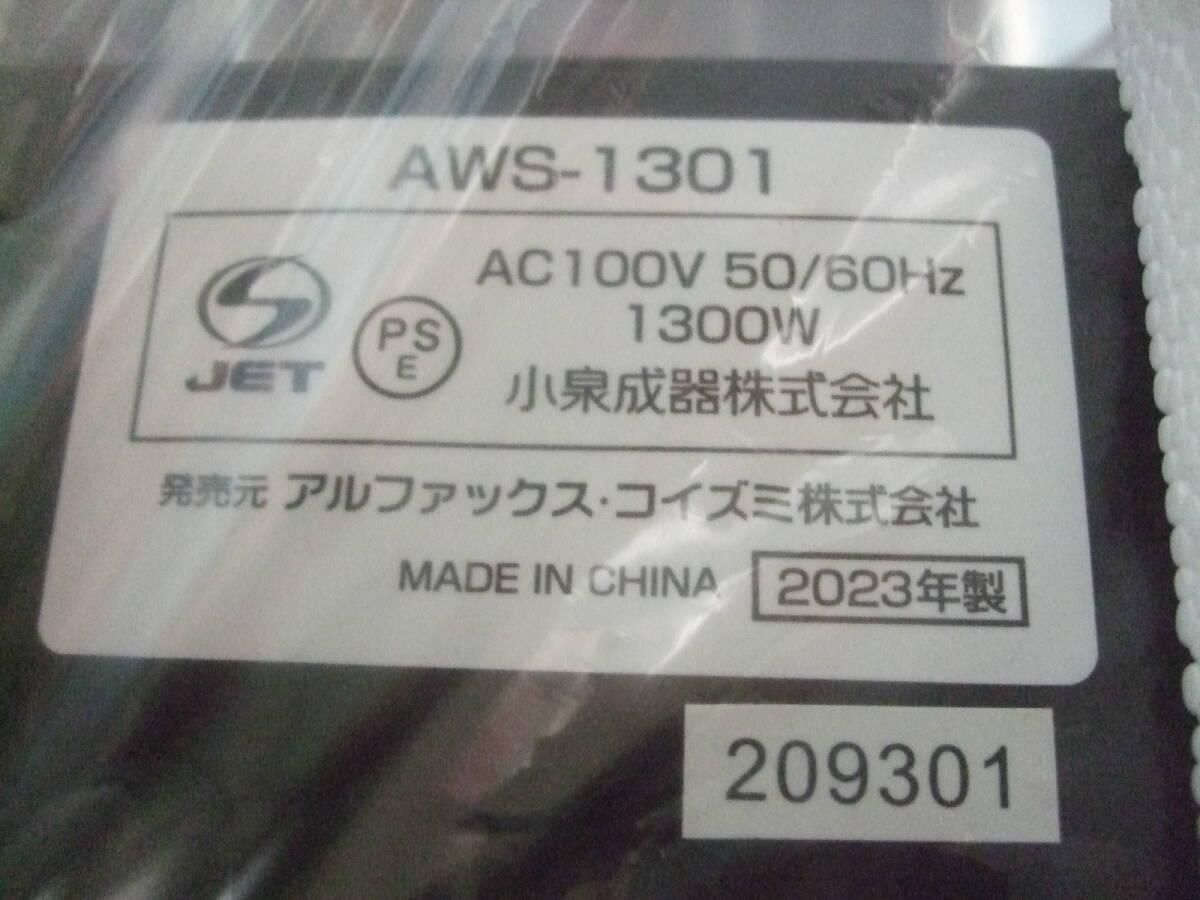 AWS-1301
AC100V 50/60Hz
1300W
JET
PS
E
小泉成器株式会社
発売元 アルファックス・コイズミ株式会社
MADE IN CHINA
2023年製
209301